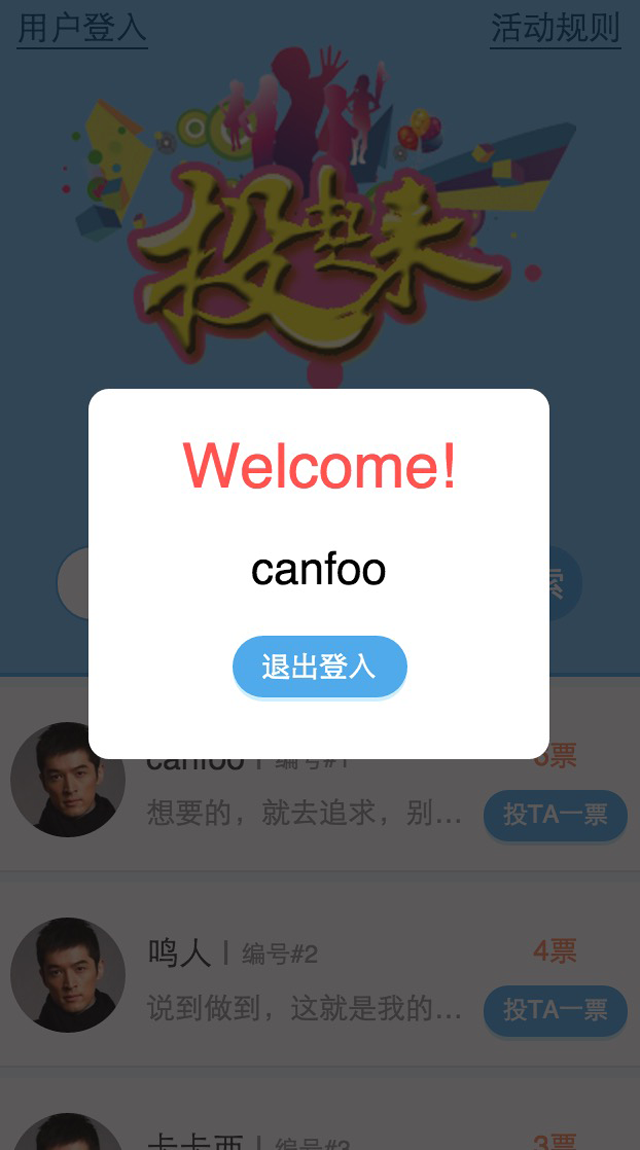 用户登入
活动规则
投起来
Welcome!
canfoo
索
退出登入
canfoo | 编号#1
6票
想要的，就去追求，别…
投TA一票
鸣人 | 编号#2
4票
说到做到，这就是我的…
投TA一票
卡卡西 | 编号#3
3票